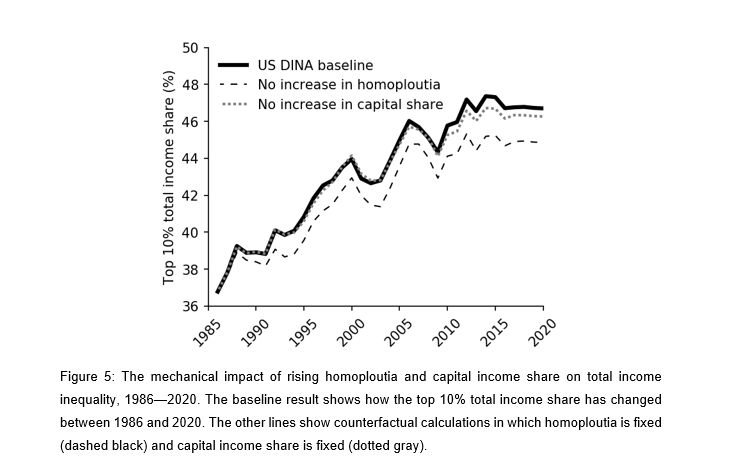 50
48
46
44
42
40
38
36
Top 10% total income share (%)
US DINA baseline
No increase in homoploutia
No increase in capital share
1985
1990
1995
2000
2005
2010
2015
2020
Figure 5: The mechanical impact of rising homoploutia and capital income share on total income
inequality, 1986—2020. The baseline result shows how the top 10% total income share has changed
between 1986 and 2020. The other lines show counterfactual calculations in which homoploutia is fixed
(dashed black) and capital income share is fixed (dotted gray).